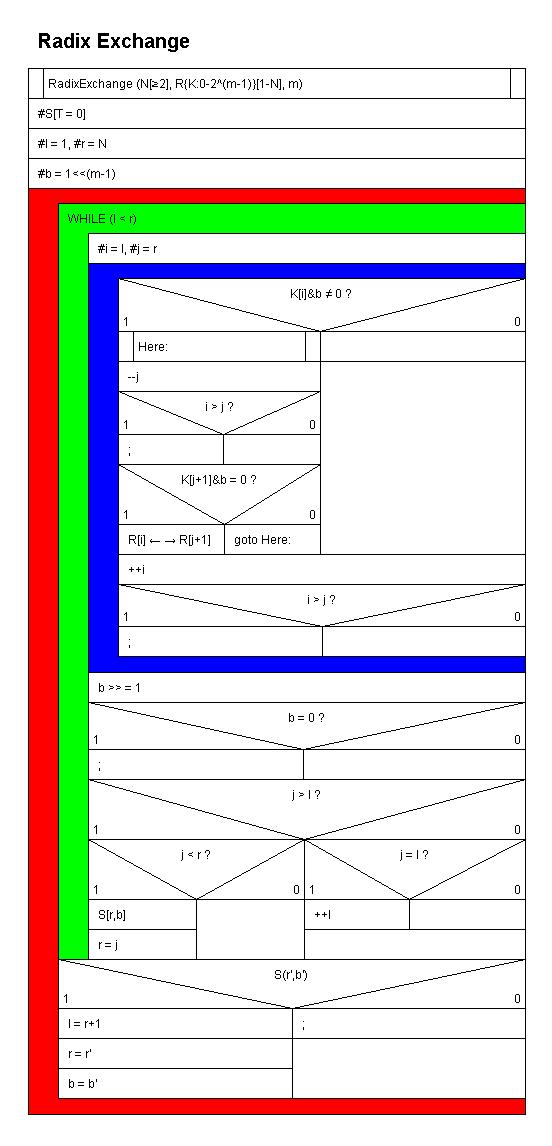 Radix Exchange
RadixExchange (N[≥2], R{K:0-2^(m-1)}[1-N], m)
#S[T = 0]
#l = 1, #r = N
#b = 1<<(m-1)
WHILE (l < r)
#i = l, #j = r
K[i]&b ≠ 0 ?
1 0
Here:
--j
i > j ?
1 0
;
K[j+1]&b = 0 ?
1 0
R[i] ← → R[j+1] goto Here:
++i
i > j ?
1 0
;
b >> = 1
b = 0 ?
1 0
;
j > l ?
1 0
j < r ? j = l ?
1 0 1 0
S[r,b] ++l
r = j
S(r',b')
1 0
l = r+1 ;
r = r'
b = b'